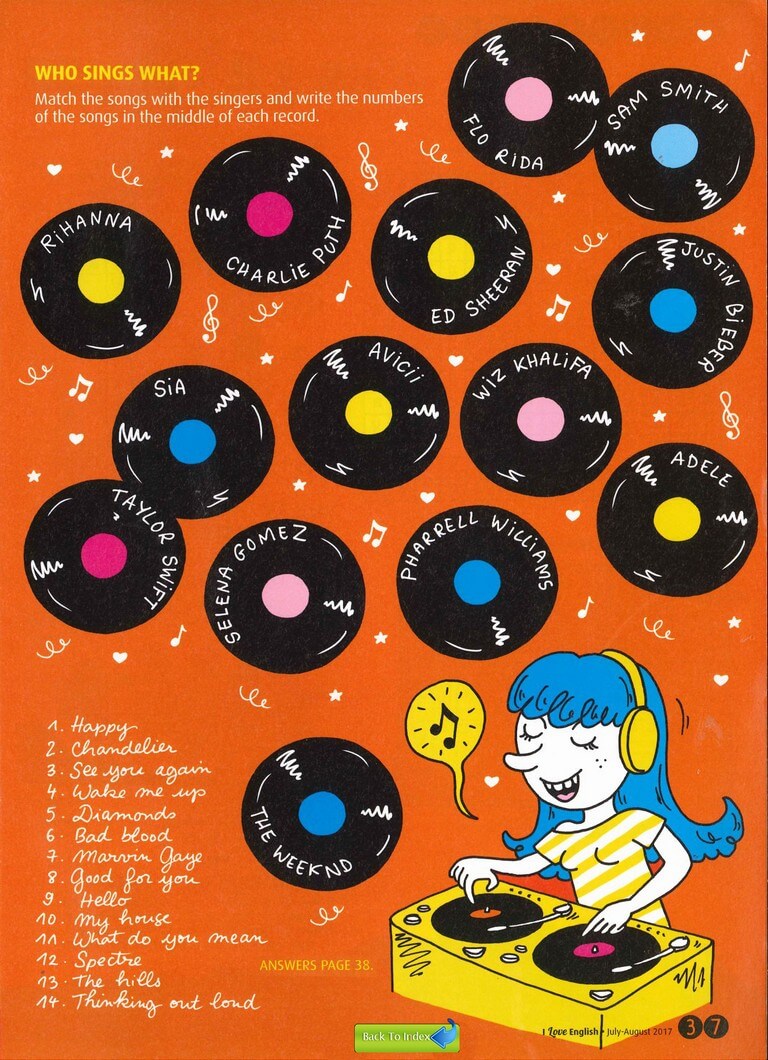 WHO SINGS WHAT?
Match the songs with the singers and write the numbers
of the songs in the middle of each record.
FLO RIDA
SAM SMITH
RiHANNA
CHARLIE PUTH
ED SHEERAN
JUSTiN BiEBER
SiA
AViCii
WiZ KHALiFA
ADELE
TAYLOR SWiFT
SELENA GOMEZ
PHARRELL WiLLiAMS
THE WEEKND
1. Happy
2. Chandelier
3. See you again
4. Wake me up
5. Diamonds
6. Bad blood
7. Marvin Gaye
8. Good for you
9. Hello
10. My house
11. What do you mean
12. Spectre
13. The hills
14. Thinking out loud
ANSWERS PAGE 38.
Back To Index
I Love English July-August 2017 37